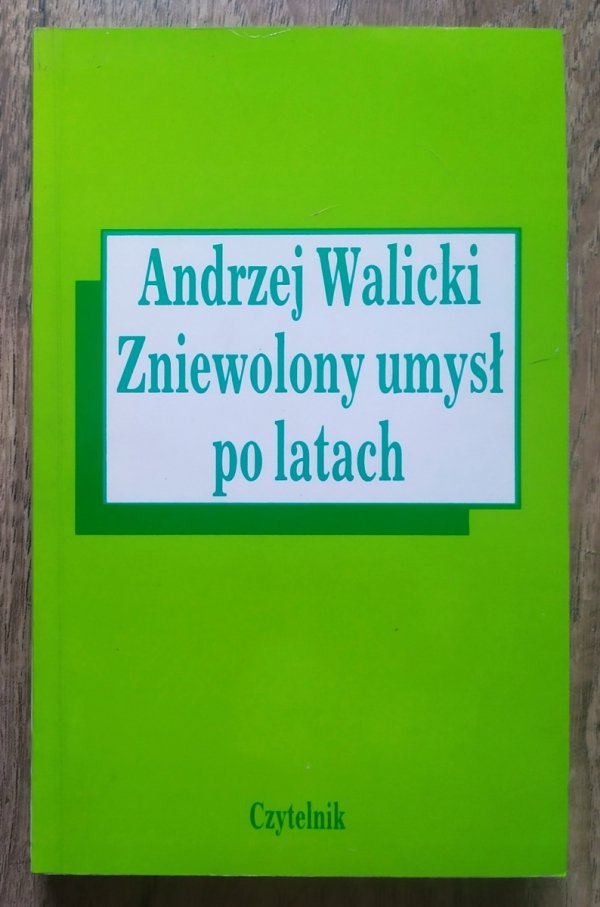 Andrzej Walicki
Zniewolony umysł
po latach
Czytelnik